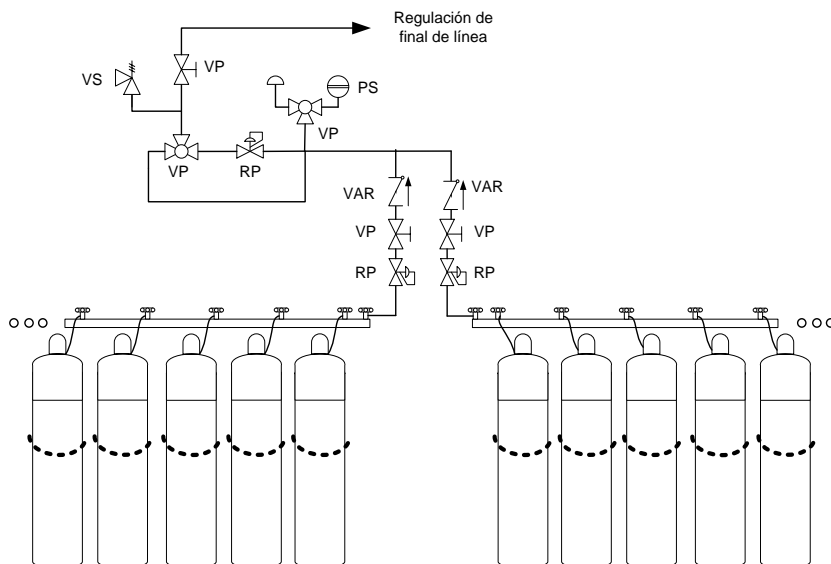 Regulación de
final de línea
VS
VP
PS
VP
VP
RP
VAR
VAR
VP
VP
RP
RP